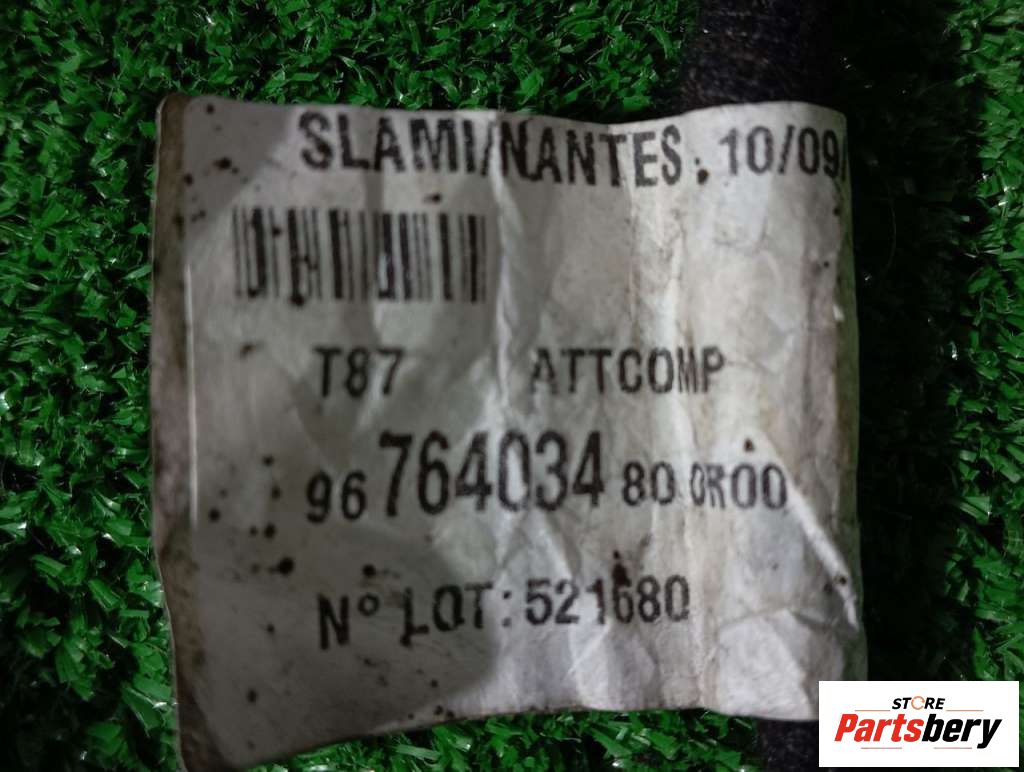 SLAMI/NANTES: 10/09/
T87 ATTCOMP
96 764034 80 0R00
N° LOT: 521680
STORE
Partsbery